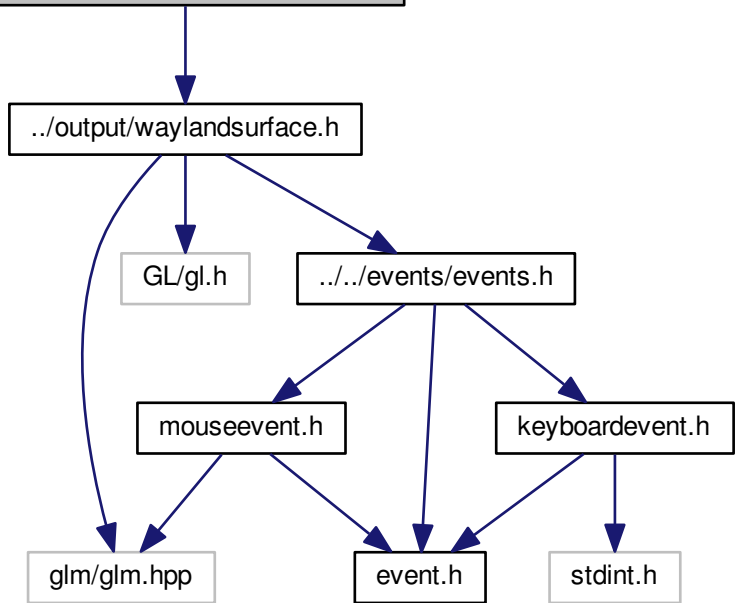 ../output/waylandsurface.h
GL/gl.h
../../events/events.h
mouseevent.h
keyboardevent.h
glm/glm.hpp
event.h
stdint.h